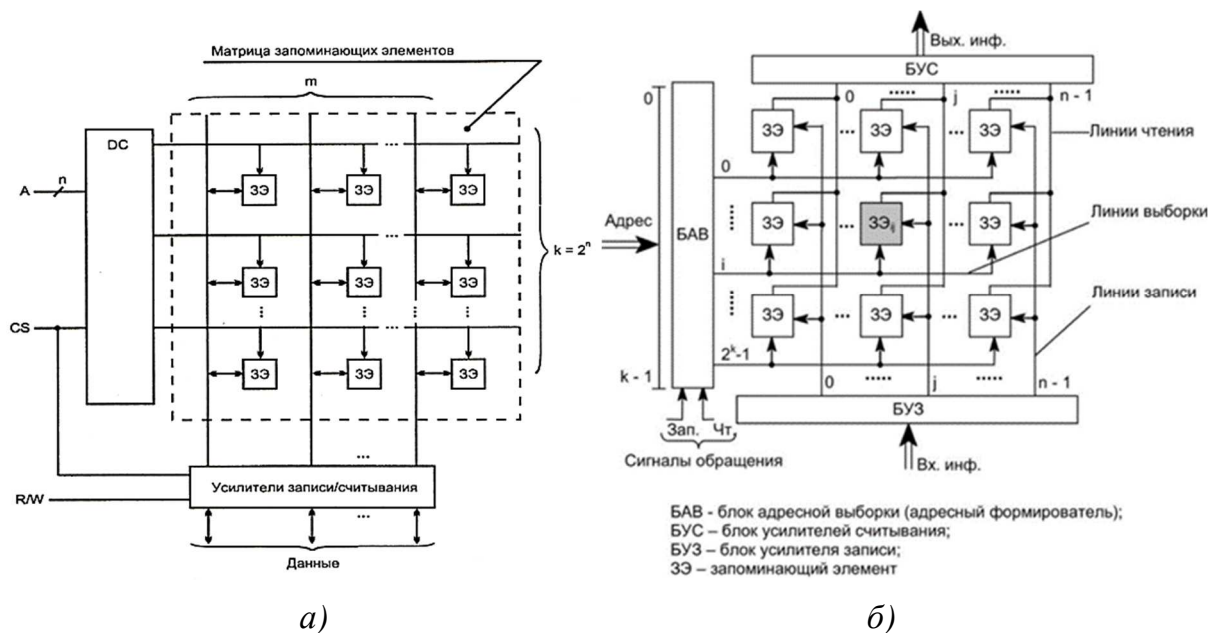 Матрица запоминающих элементов
m
DC
A
n
CS
R/W
ЗЭ ЗЭ ... ЗЭ
ЗЭ ЗЭ ... ЗЭ
ЗЭ ЗЭ ... ЗЭ
k = 2ⁿ
Усилители записи/считывания
Данные
а)
Вых. инф.
БУС
0 ..... j ..... n - 1
0
БАВ
k - 1
Адрес
ЗЭ ... ЗЭ ... ЗЭ
0
ЗЭ ... ЗЭij ... ЗЭ
i
ЗЭ ... ЗЭ ... ЗЭ
2ᵏ-1
0 ..... j ..... n - 1
Линии чтения
Линии выборки
Линии записи
БУЗ
Зап. Чт.
Сигналы обращения
Вх. инф.
БАВ - блок адресной выборки (адресный формирователь);
БУС – блок усилителей считывания;
БУЗ – блок усилителя записи;
ЗЭ – запоминающий элемент
б)